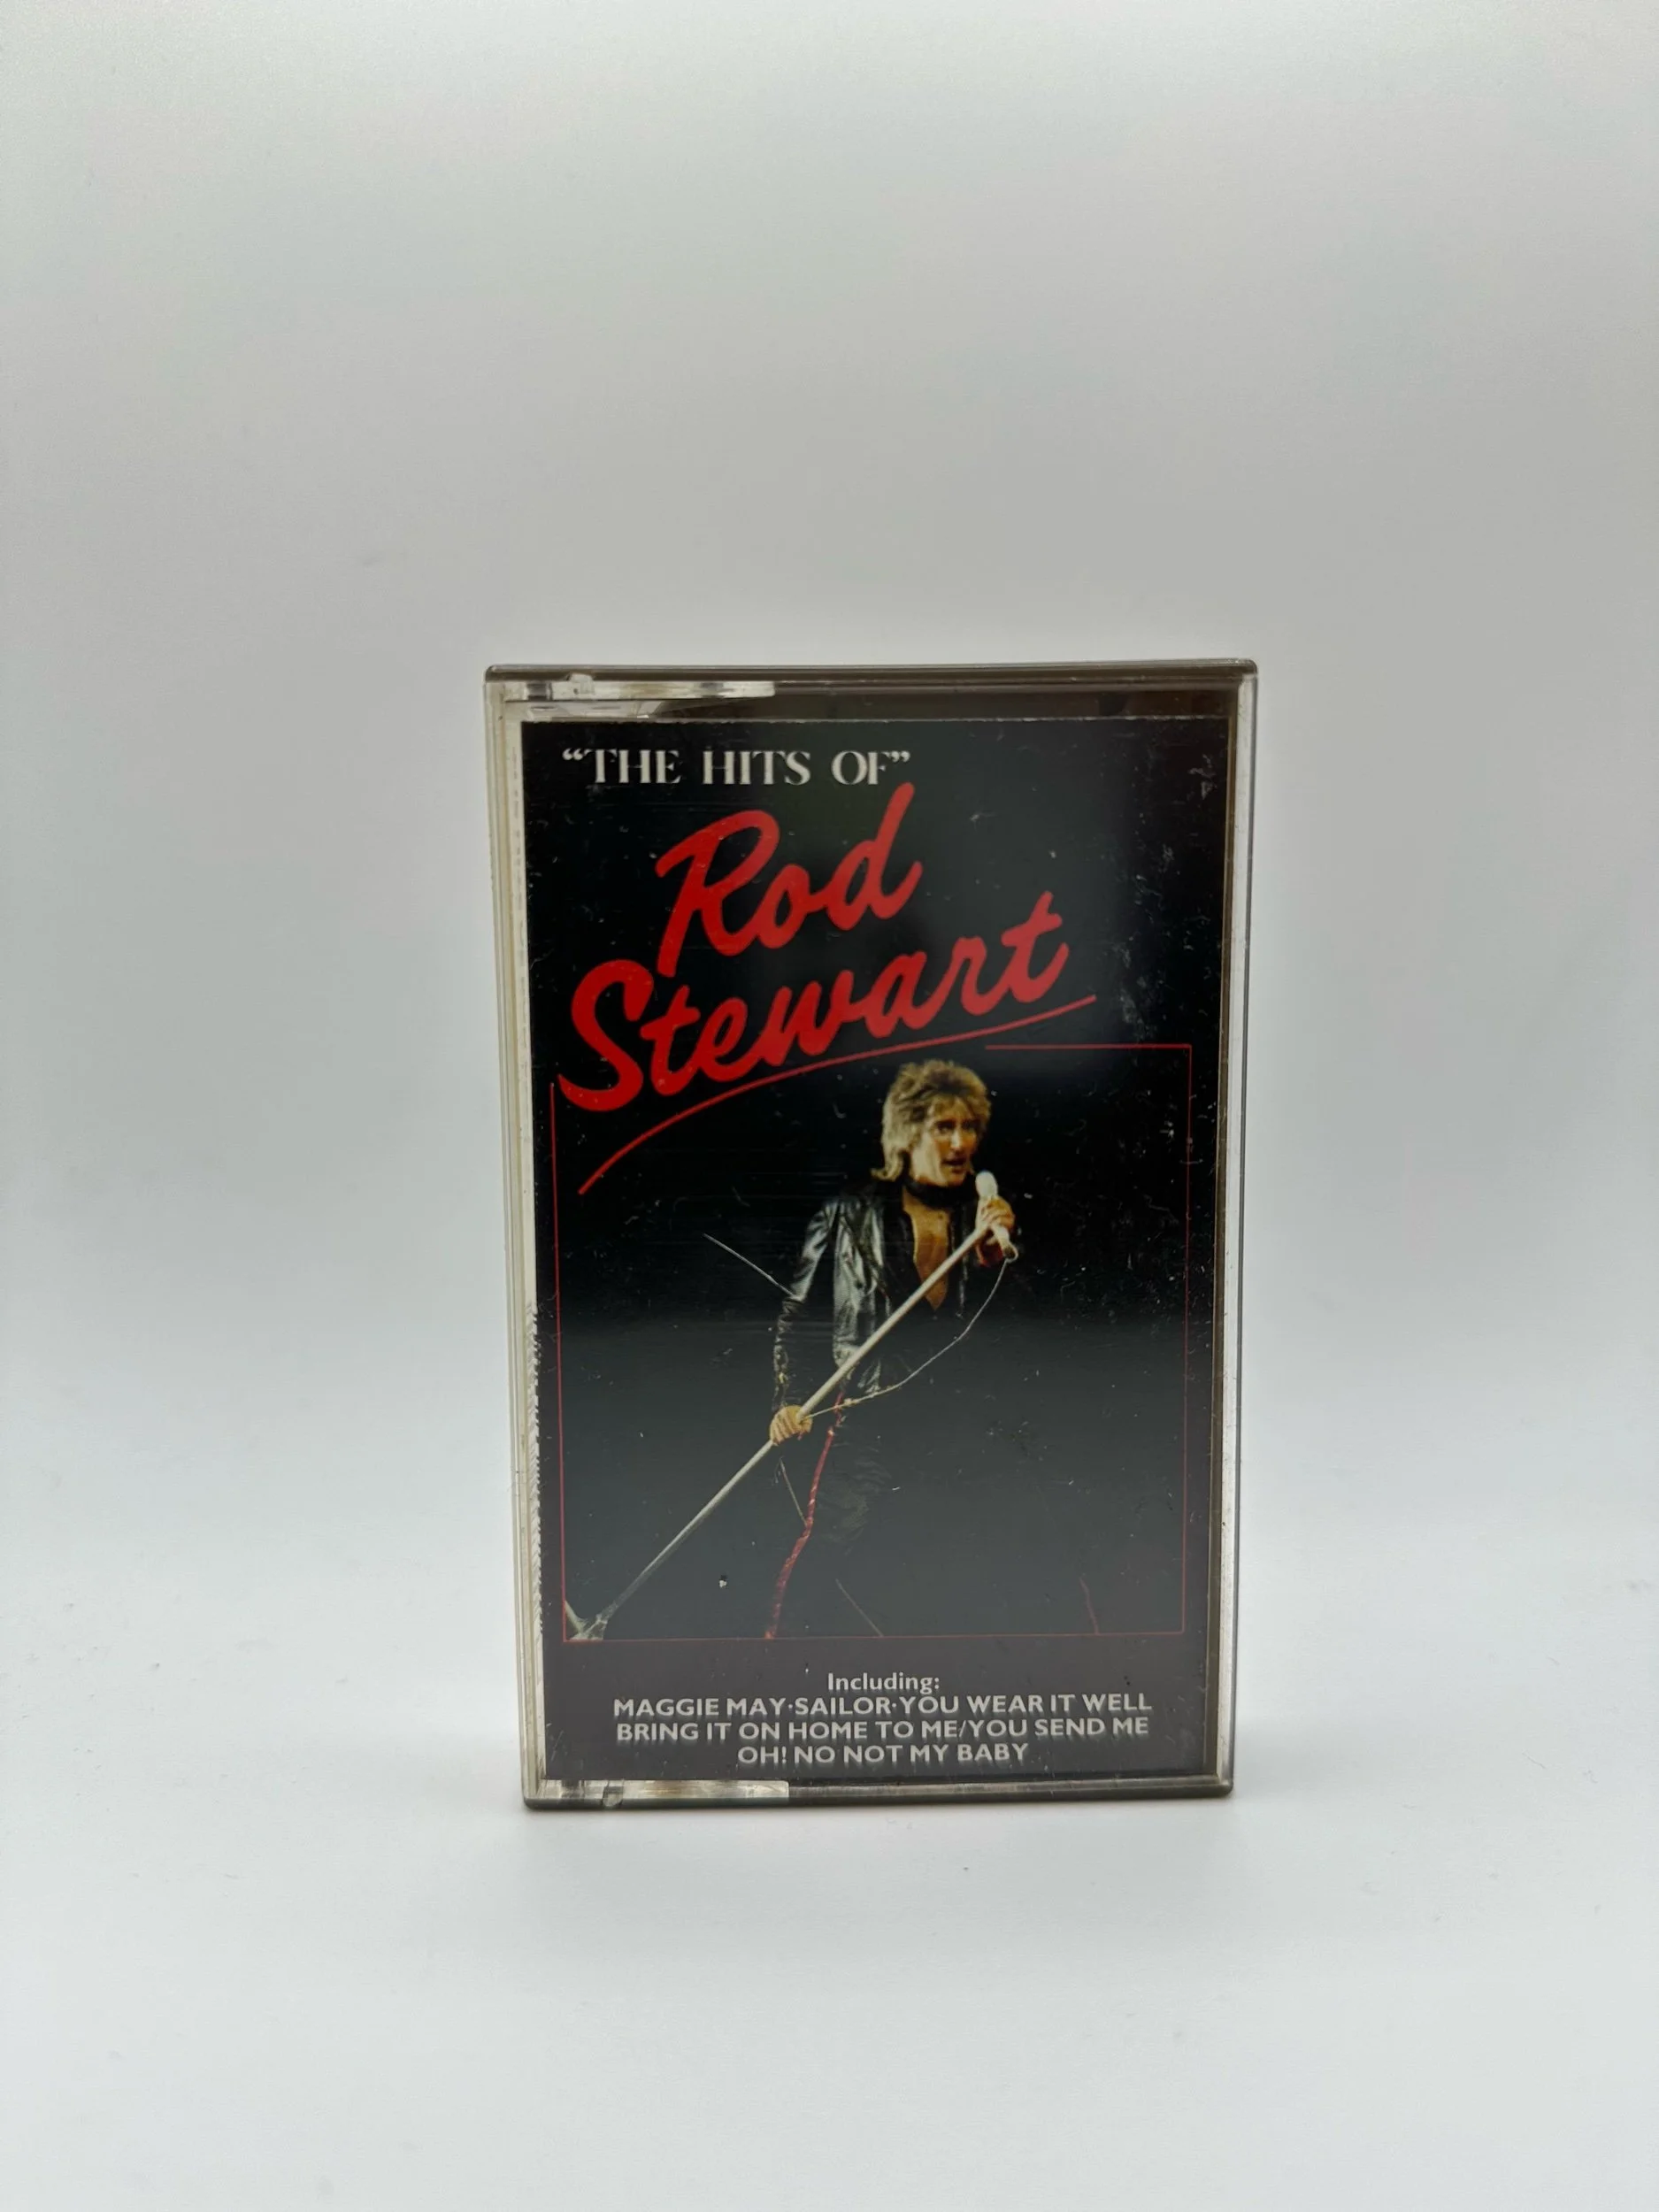 “THE HITS OF”
Rod
Stewart
Including:
MAGGIE MAY·SAILOR·YOU WEAR IT WELL
BRING IT ON HOME TO ME/YOU SEND ME
OH! NO NOT MY BABY